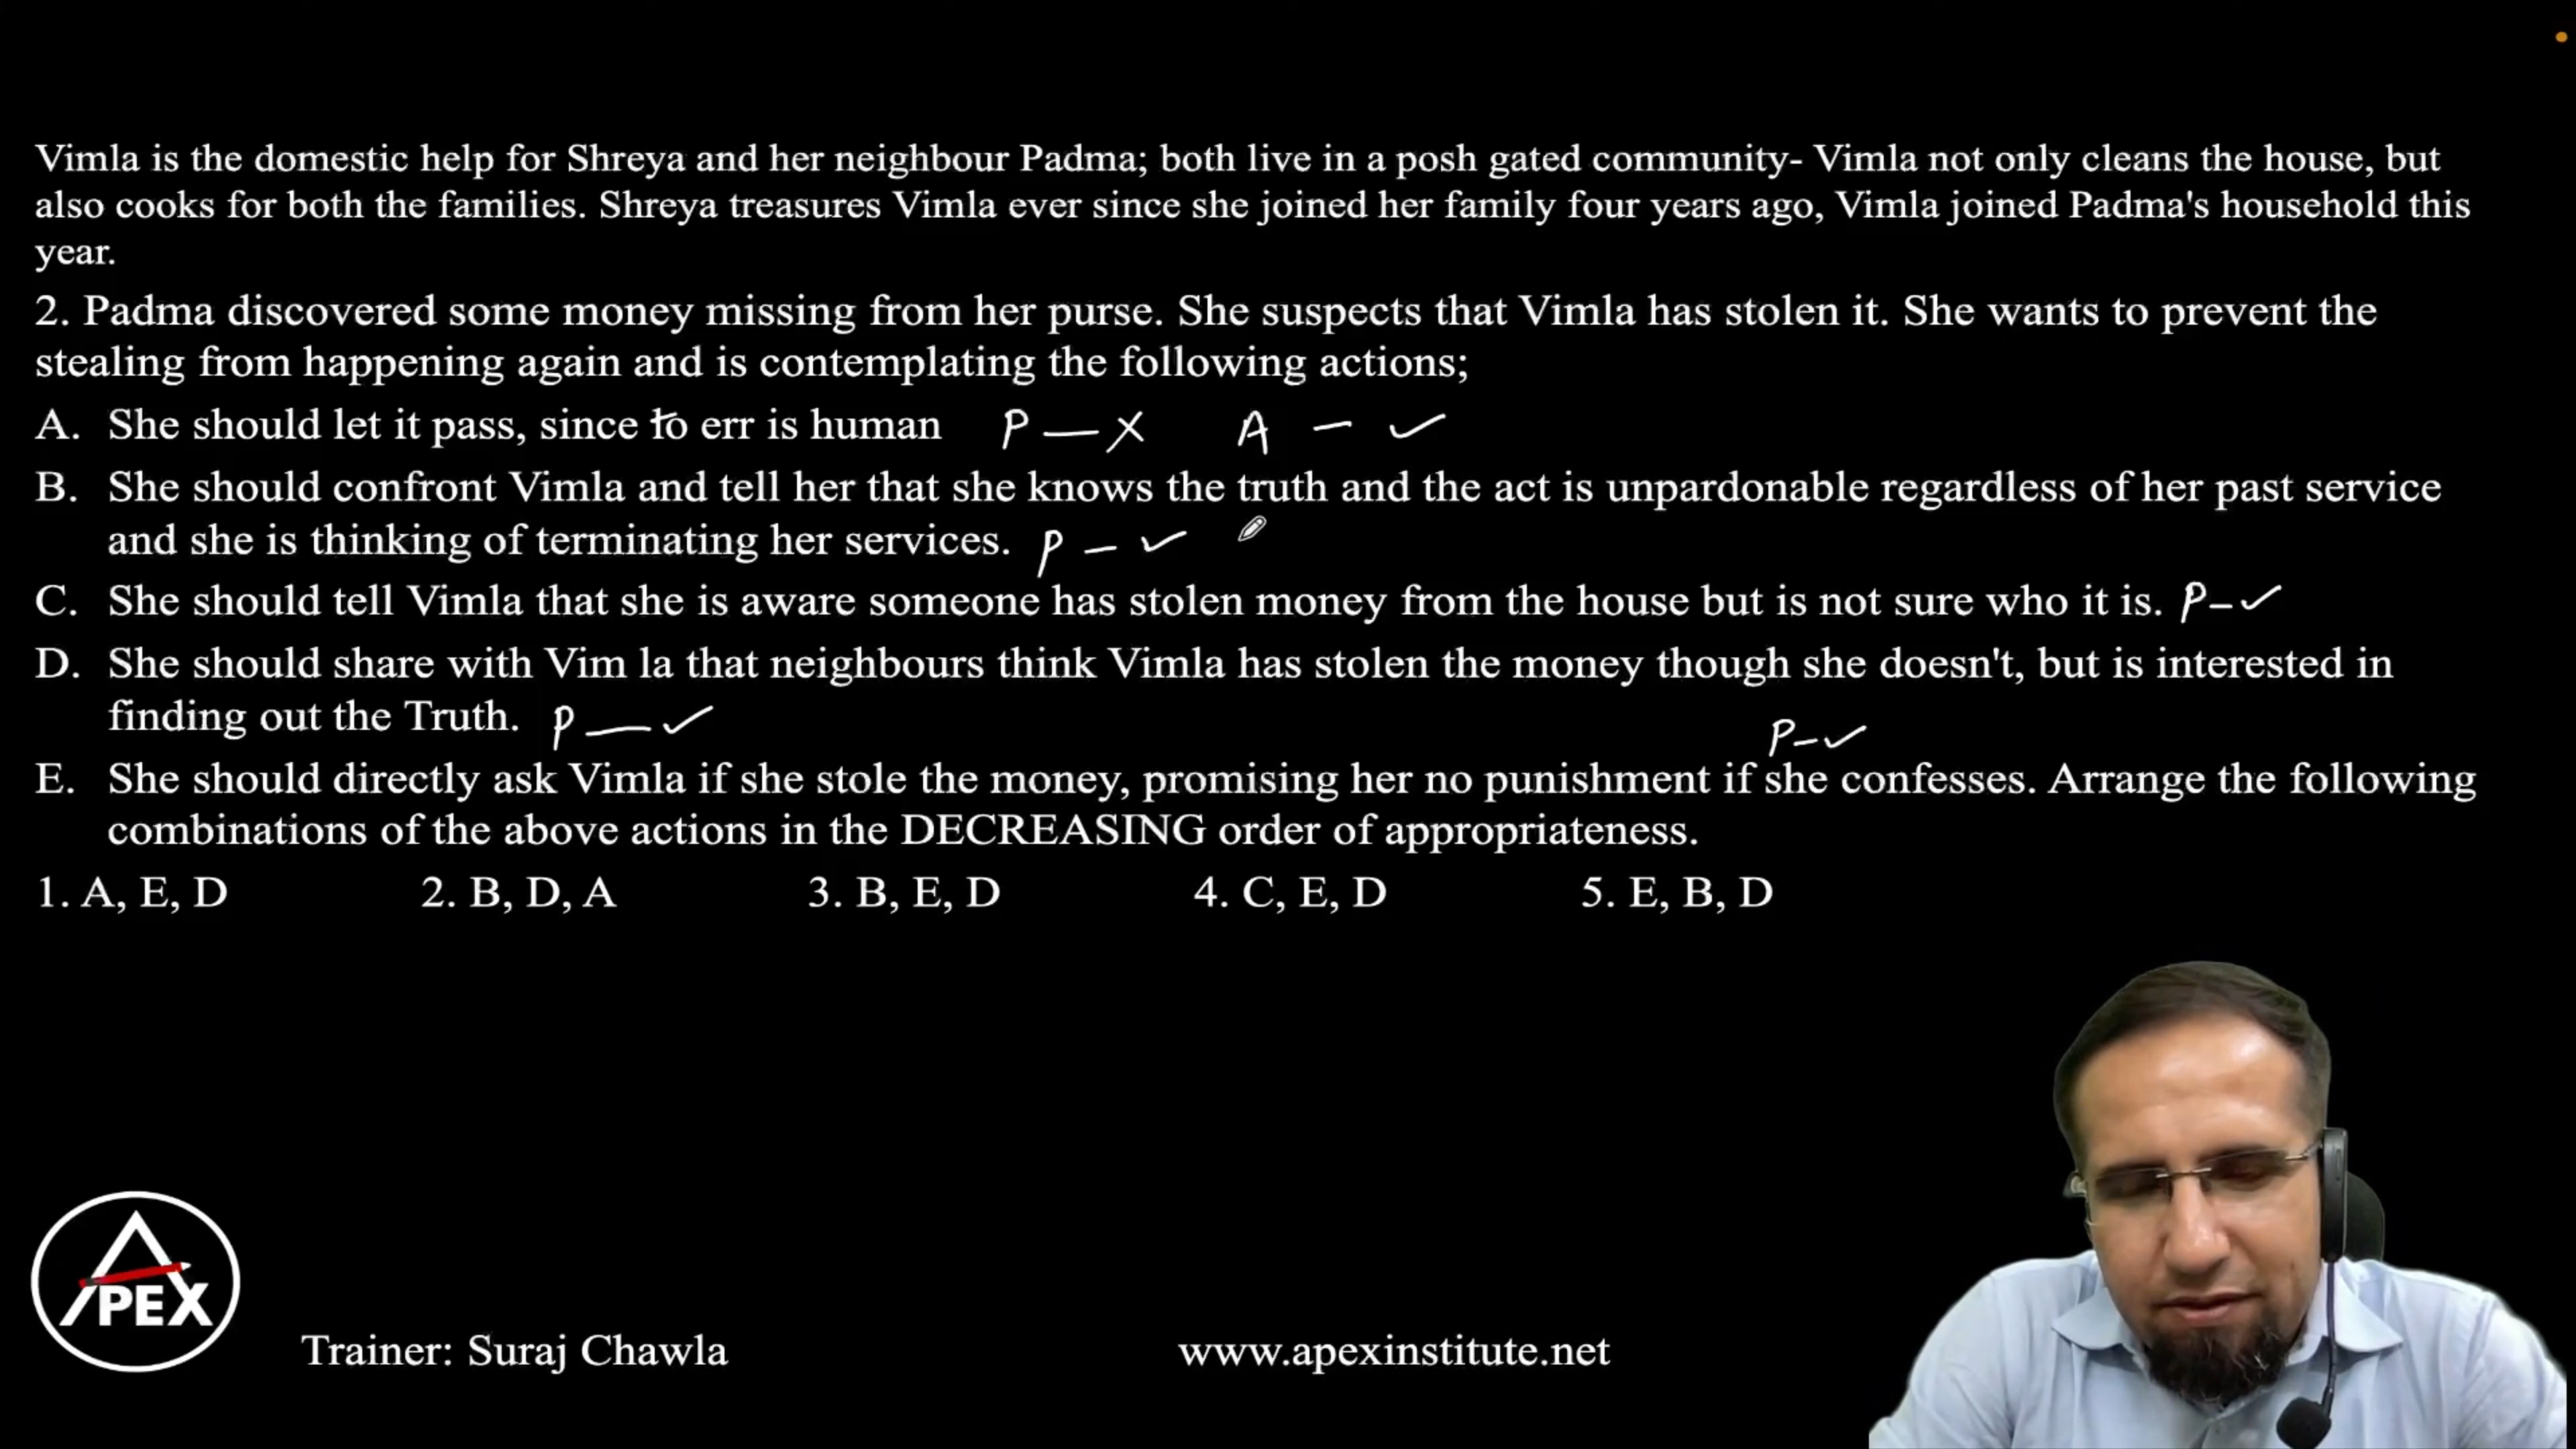 Vimla is the domestic help for Shreya and her neighbour Padma; both live in a posh gated community- Vimla not only cleans the house, but
also cooks for both the families. Shreya treasures Vimla ever since she joined her family four years ago, Vimla joined Padma's household this
year.
2. Padma discovered some money missing from her purse. She suspects that Vimla has stolen it. She wants to prevent the
stealing from happening again and is contemplating the following actions;
A. She should let it pass, since to err is human P — X A - ✓
B. She should confront Vimla and tell her that she knows the truth and the act is unpardonable regardless of her past service
and she is thinking of terminating her services. P - ✓
C. She should tell Vimla that she is aware someone has stolen money from the house but is not sure who it is. P - ✓
D. She should share with Vim la that neighbours think Vimla has stolen the money though she doesn't, but is interested in
finding out the Truth. P — ✓
P - ✓
E. She should directly ask Vimla if she stole the money, promising her no punishment if she confesses. Arrange the following
combinations of the above actions in the DECREASING order of appropriateness.
1. A, E, D 2. B, D, A 3. B, E, D 4. C, E, D 5. E, B, D
APEX
Trainer: Suraj Chawla www.apexinstitute.net